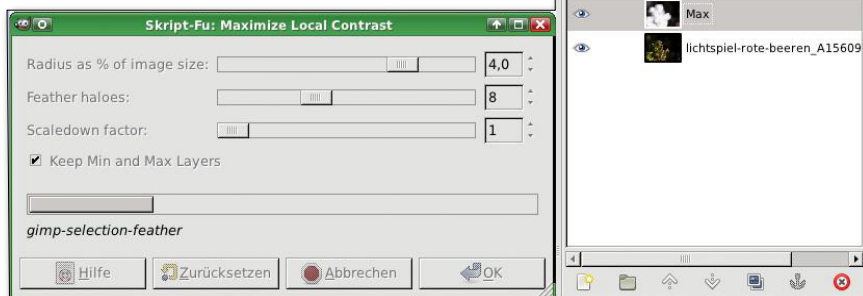 Skript-Fu: Maximize Local Contrast
Radius as % of image size: 4,0
Feather haloes: 8
Scaledown factor: 1
Keep Min and Max Layers
gimp-selection-feather
Hilfe Zurücksetzen Abbrechen OK
Max
lichtspiel-rote-beeren_A15609